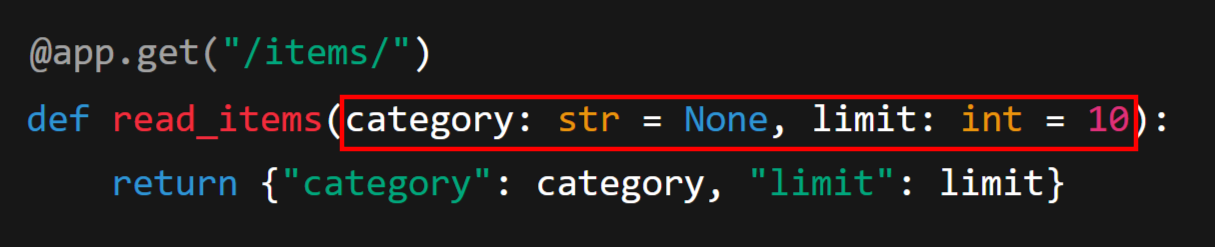 @app.get("/items/")
def read_items(category: str = None, limit: int = 10):
    return {"category": category, "limit": limit}